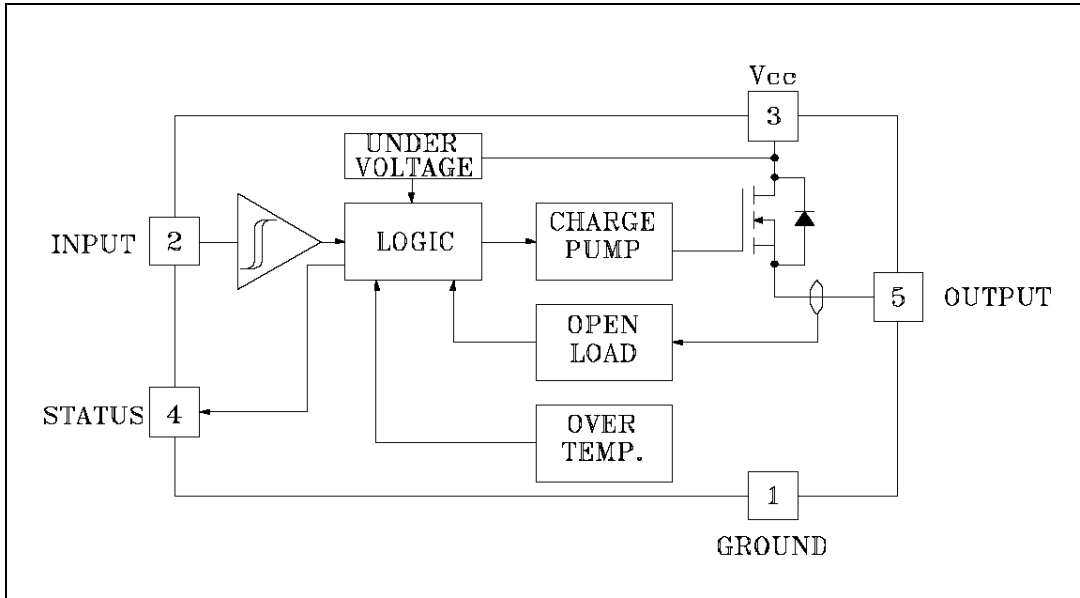 Vcc
3
UNDER
VOLTAGE
INPUT
2
LOGIC
CHARGE
PUMP
5
OUTPUT
OPEN
LOAD
STATUS
4
OVER
TEMP.
1
GROUND